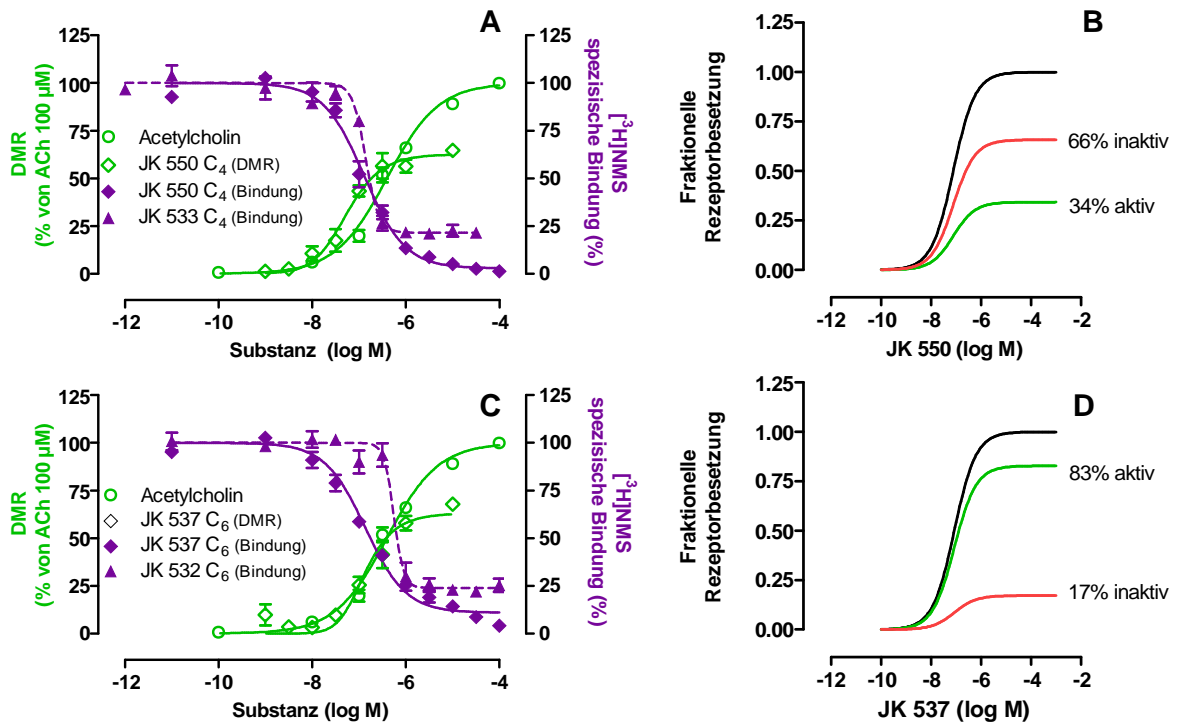 A
125
100
75
50
25
0
DMR
(% von ACh 100 µM)
Acetylcholin
JK 550 C4 (DMR)
JK 550 C4 (Bindung)
JK 533 C4 (Bindung)
125
100
75
50
25
0
[3H]NMS
spezisische Bindung (%)
-12 -10 -8 -6 -4
Substanz (log M)
B
1.25
1.00
0.75
0.50
0.25
0.00
Fraktionelle
Rezeptorbesetzung
66% inaktiv
34% aktiv
-12 -10 -8 -6 -4 -2
JK 550 (log M)
C
125
100
75
50
25
0
DMR
(% von ACh 100 µM)
Acetylcholin
JK 537 C6 (DMR)
JK 537 C6 (Bindung)
JK 532 C6 (Bindung)
125
100
75
50
25
0
[3H]NMS
spezisische Bindung (%)
-12 -10 -8 -6 -4
Substanz (log M)
D
1.25
1.00
0.75
0.50
0.25
0.00
Fraktionelle
Rezeptorbesetzung
83% aktiv
17% inaktiv
-12 -10 -8 -6 -4 -2
JK 537 (log M)